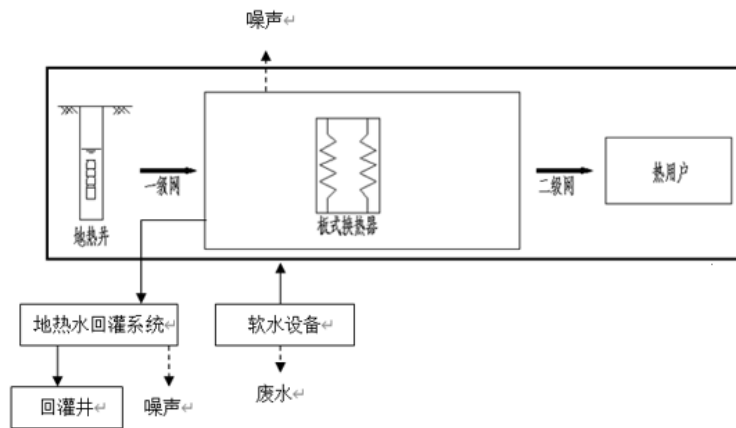 噪声
一级网
二级网
热用户
地热井
板式换热器
地热水回灌系统
软水设备
回灌井
噪声
废水